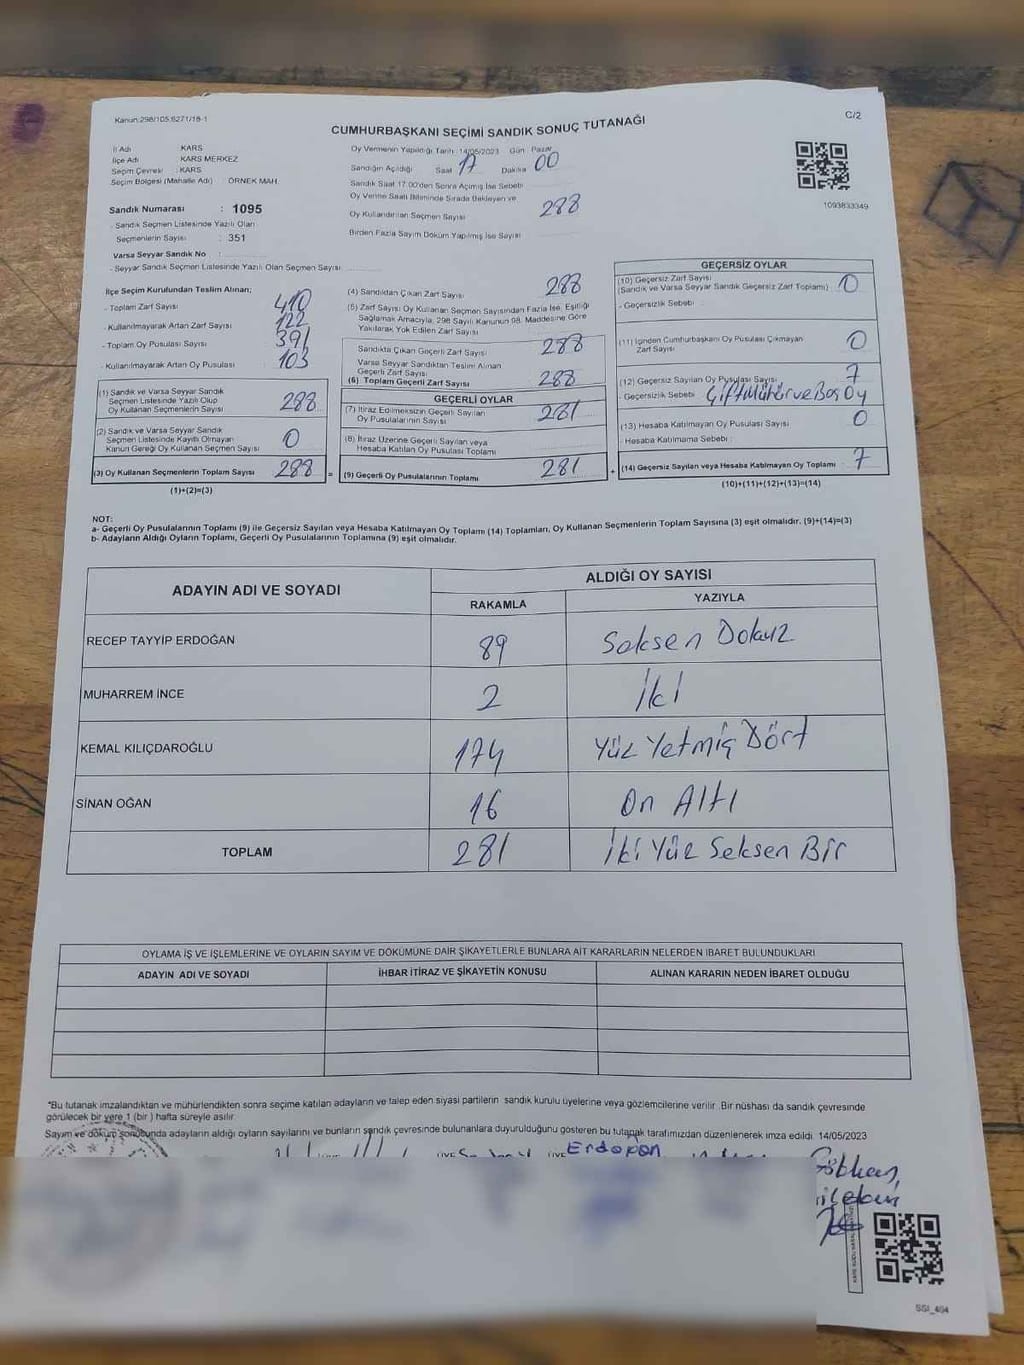 Kanun:298/105;6271/18-1
C/2
CUMHURBAŞKANI SEÇİMİ SANDIK SONUÇ TUTANAĞI
İl Adı : KARS
İlçe Adı : KARS MERKEZ
Seçim Çevresi : KARS
Seçim Bölgesi (Mahalle Adı) : ÖRNEK MAH.
Sandık Numarası : 1095
- Sandık Seçmen Listesinde Yazılı Olan
Seçmenlerin Sayısı : 351
Varsa Seyyar Sandık No :
- Seyyar Sandık Seçmen Listesinde Yazılı Olan Seçmen Sayısı
Oy Vermenin Yapıldığı Tarih :14/05/2023 Gün : Pazar
Sandığın Açıldığı Saat 17 Dakika 00
Sandık Saat 17.00'den Sonra Açılmış İse Sebebi
Oy Verme Saati Bitiminde Sırada Bekleyen ve
Oy Kullandırılan Seçmen Sayısı 288
Birden Fazla Sayım Döküm Yapılmış İse Sayısı
1093833349
İlçe Seçim Kurulundan Teslim Alınan;
- Toplam Zarf Sayısı 410
- Kullanılmayarak Artan Zarf Sayısı 122
- Toplam Oy Pusulası Sayısı 391
- Kullanılmayarak Artan Oy Pusulası 103
(1) Sandık ve Varsa Seyyar Sandık
Seçmen Listesinde Yazılı Olup
Oy Kullanan Seçmenlerin Sayısı 288
(2) Sandık ve Varsa Seyyar Sandık
Seçmen Listesinde Kayıtlı Olmayan
Kanun Gereği Oy Kullanan Seçmen Sayısı 0
(3) Oy Kullanan Seçmenlerin Toplam Sayısı 288
(1)+(2)=(3)
(4) Sandıktan Çıkan Zarf Sayısı 288
(5) Zarf Sayısı Oy Kullanan Seçmen Sayısından Fazla İse, Eşitliği
Sağlamak Amacıyla, 298 Sayılı Kanunun 98. Maddesine Göre
Yakılarak Yok Edilen Zarf Sayısı
Sandıkta Çıkan Geçerli Zarf Sayısı 288
Varsa Seyyar Sandıktan Teslim Alınan
Geçerli Zarf Sayısı
(6) Toplam Geçerli Zarf Sayısı 288
GEÇERLİ OYLAR
(7) İtiraz Edilmeksizin Geçerli Sayılan
Oy Pusulalarının Sayısı 281
(8) İtiraz Üzerine Geçerli Sayılan veya
Hesaba Katılan Oy Pusulası Toplamı
= (9) Geçerli Oy Pusulalarının Toplamı 281
GEÇERSİZ OYLAR
(10) Geçersiz Zarf Sayısı
(Sandık ve Varsa Seyyar Sandık Geçersiz Zarf Toplamı) 0
- Geçersizlik Sebebi :
(11) İçinden Cumhurbaşkanı Oy Pusulası Çıkmayan
Zarf Sayısı 0
(12) Geçersiz Sayılan Oy Pusulası Sayısı 7
- Geçersizlik Sebebi Çift Mühür ve Boş Oy
(13) Hesaba Katılmayan Oy Pusulası Sayısı 0
- Hesaba Katılmama Sebebi :
+ (14) Geçersiz Sayılan veya Hesaba Katılmayan Oy Toplamı 7
(10)+(11)+(12)+(13)=(14)
NOT:
a- Geçerli Oy Pusulalarının Toplamı (9) ile Geçersiz Sayılan veya Hesaba Katılmayan Oy Toplamı (14) Toplamları, Oy Kullanan Seçmenlerin Toplam Sayısına (3) eşit olmalıdır. (9)+(14)=(3)
b- Adayların Aldığı Oyların Toplamı, Geçerli Oy Pusulalarının Toplamına (9) eşit olmalıdır.
ADAYIN ADI VE SOYADI
ALDIĞI OY SAYISI
RAKAMLA YAZIYLA
RECEP TAYYİP ERDOĞAN 89 Seksen Dokuz
MUHARREM İNCE 2 İki
KEMAL KILIÇDAROĞLU 174 Yüz Yetmiş Dört
SİNAN OĞAN 16 On Altı
TOPLAM 281 İki Yüz Seksen Bir
OYLAMA İŞ VE İŞLEMLERİNE VE OYLARIN SAYIM VE DÖKÜMÜNE DAİR ŞİKAYETLERLE BUNLARA AİT KARARLARIN NELERDEN İBARET BULUNDUKLARI
ADAYIN ADI VE SOYADI İHBAR İTİRAZ VE ŞİKAYETİN KONUSU ALINAN KARARIN NEDEN İBARET OLDUĞU
*Bu tutanak imzalandıktan ve mühürlendikten sonra seçime katılan adayların ve talep eden siyasi partilerin sandık kurulu üyelerine veya gözlemcilerine verilir. Bir nüshası da sandık çevresinde
görülecek bir yere 1 (bir ) hafta süreyle asılır.
Sayım ve döküm sonucunda adayların aldığı oyların sayılarını ve bunların sandık çevresinde bulunanlara duyurulduğunu gösteren bu tutanak tarafımızdan düzenlenerek imza edildi. 14/05/2023
Erdoğan
Gökhan
SSI_464